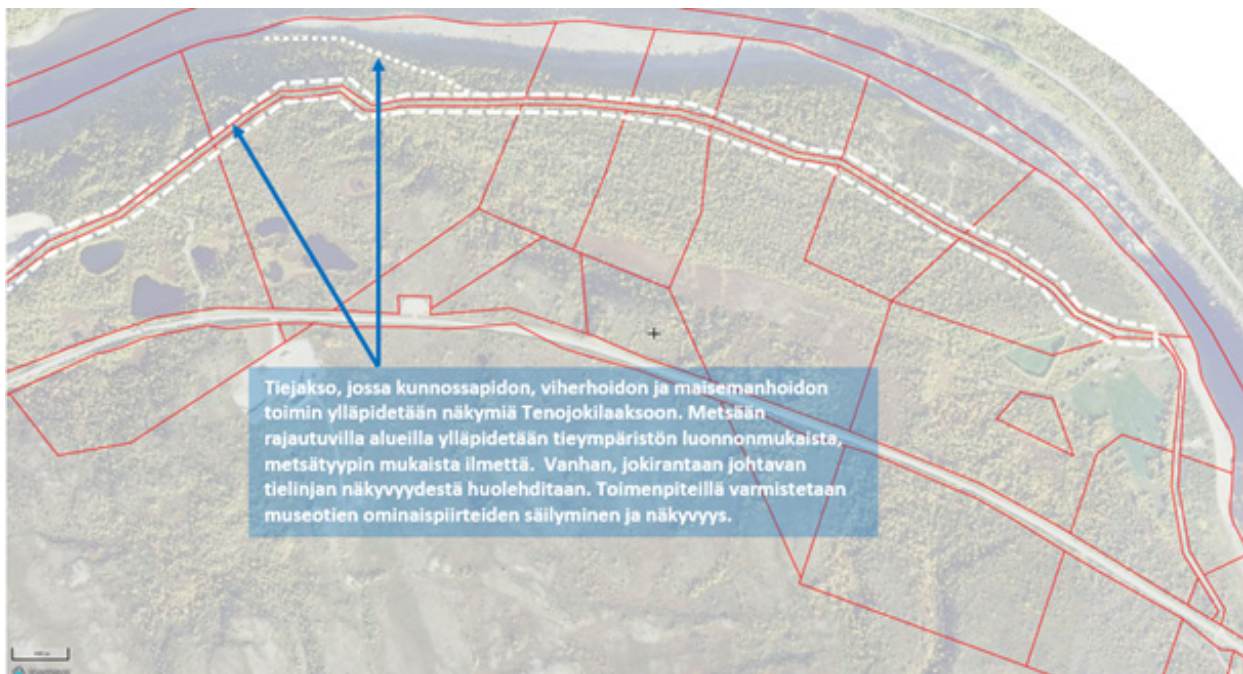 Tiejakso, jossa kunnossapidon, viherhoidon ja maisemanhoidon
toimin ylläpidetään näkymiä Tenojokilaaksoon. Metsään
rajautuvilla alueilla ylläpidetään tieympäristön luonnonmukaista,
metsätyypin mukaista ilmettä. Vanhan, jokirantaan johtavan
tielinjan näkyvyydestä huolehditaan. Toimenpiteillä varmistetaan
museotien ominaispiirteiden säilyminen ja näkyvyys.